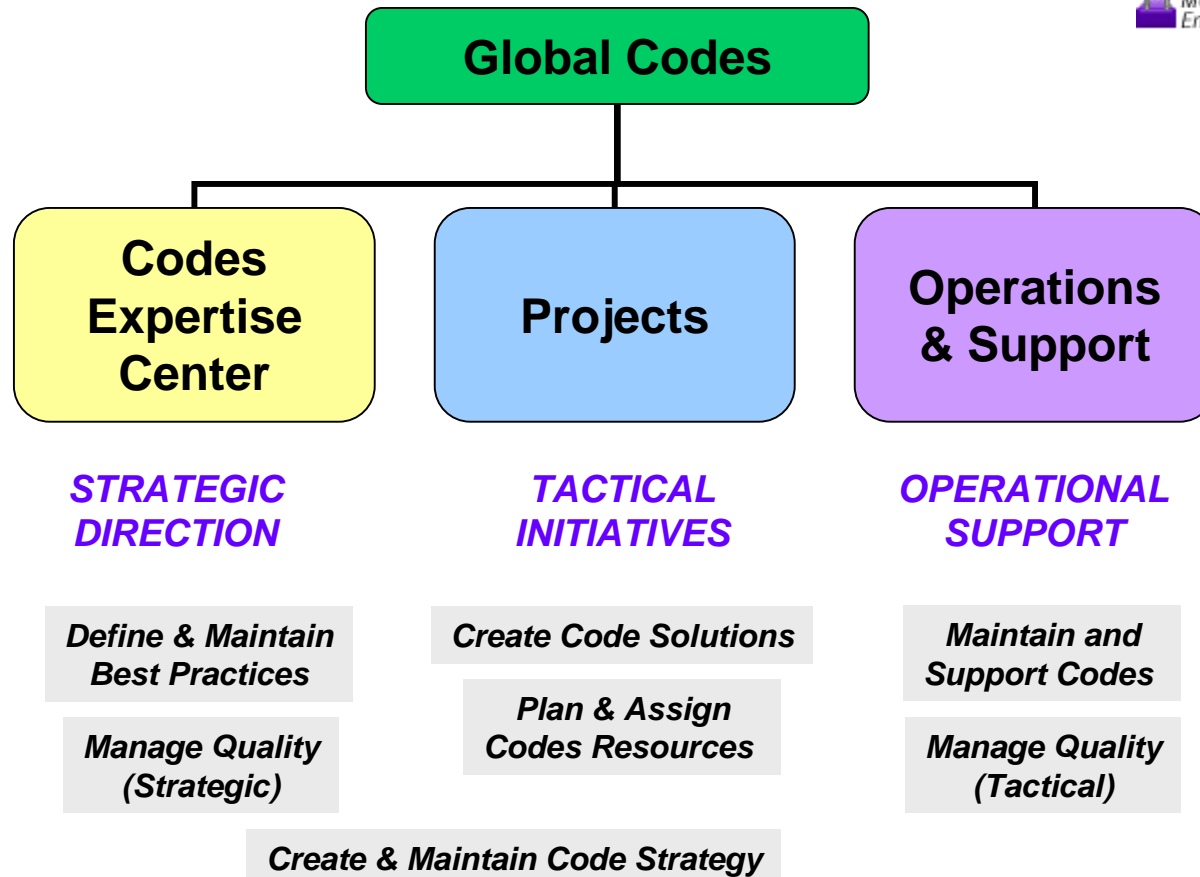 Global Codes
Codes
Expertise
Center
Projects
Operations
& Support
STRATEGIC
DIRECTION
TACTICAL
INITIATIVES
OPERATIONAL
SUPPORT
Define & Maintain
Best Practices
Manage Quality
(Strategic)
Create Code Solutions
Plan & Assign
Codes Resources
Maintain and
Support Codes
Manage Quality
(Tactical)
Create & Maintain Code Strategy